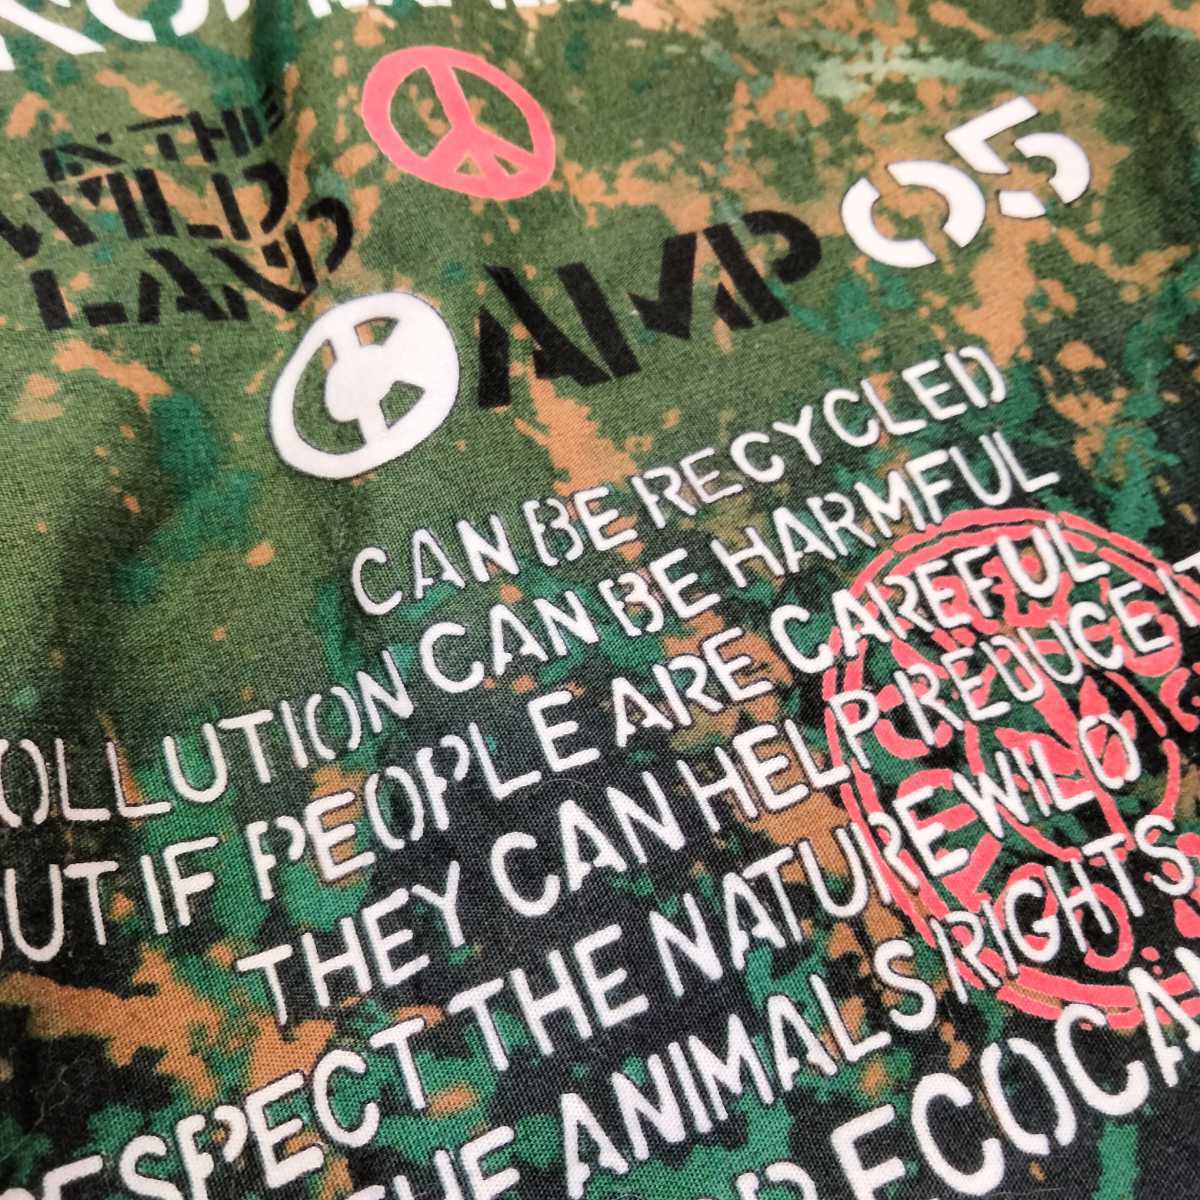 IN THE
WILD
LAND
AMP 05
CAN BE RECYCLED
OLLUTION CAN BE HARMFUL
UT IF PEOPLE ARE CAREFUL
THEY CAN HELP REDUCE IT
ESPECT THE NATURE WILD
THE ANIMALS RIGHTS
ECOCA